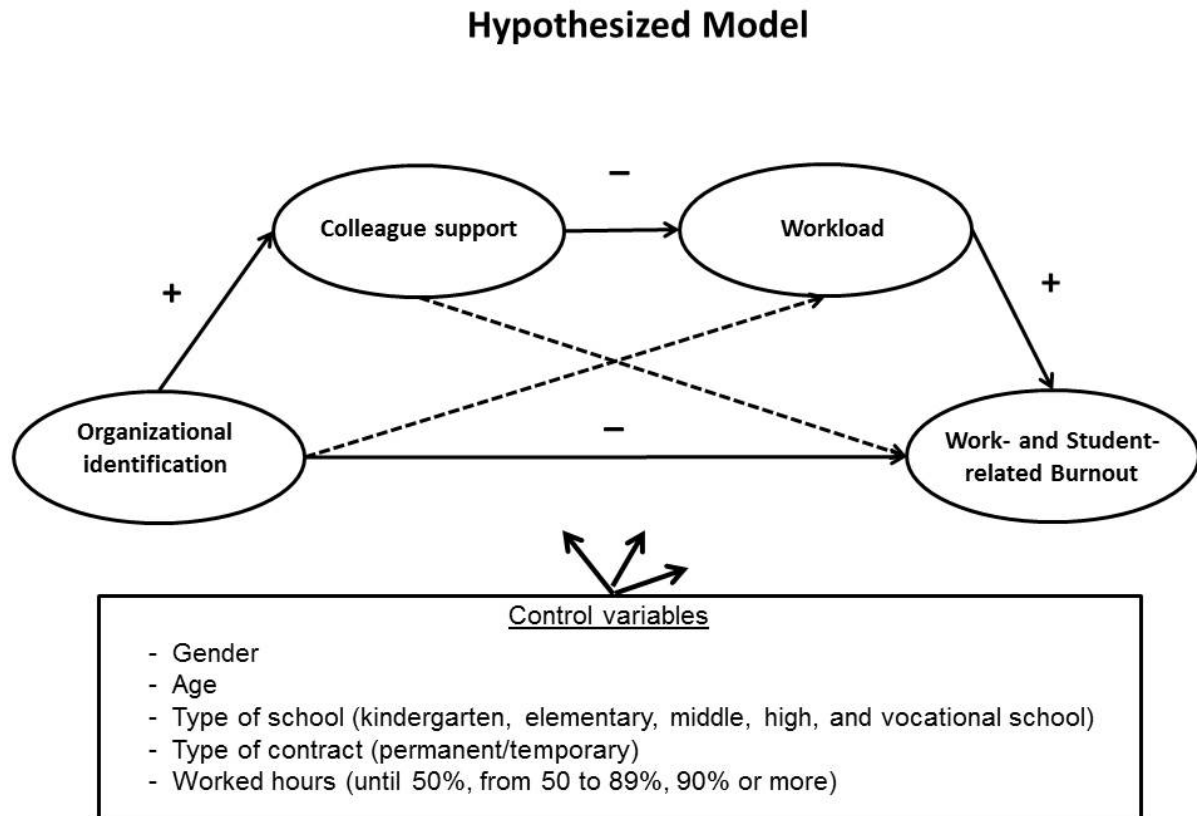 Hypothesized Model
–
Colleague support
Workload
+
+
Organizational
identification
–
Work- and Student-
related Burnout
Control variables
- Gender
- Age
- Type of school (kindergarten, elementary, middle, high, and vocational school)
- Type of contract (permanent/temporary)
- Worked hours (until 50%, from 50 to 89%, 90% or more)